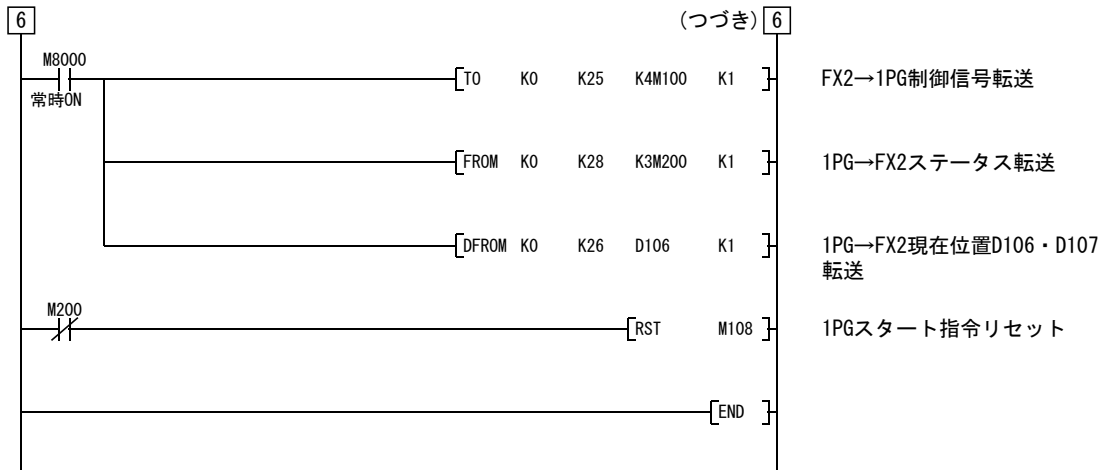 6 (つづき) 6
M8000
常時ON
TO K0 K25 K4M100 K1 FX2→1PG制御信号転送
FROM K0 K28 K3M200 K1 1PG→FX2ステータス転送
DFROM K0 K26 D106 K1 1PG→FX2現在位置D106・D107
転送
M200
RST M108 1PGスタート指令リセット
END